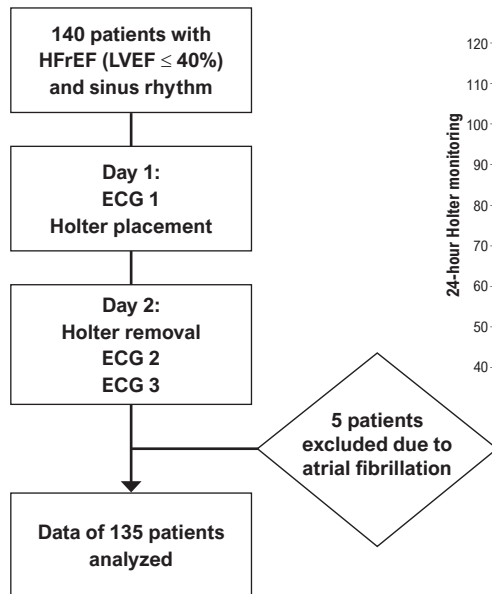 140 patients with
HFrEF (LVEF ≤ 40%)
and sinus rhythm
Day 1:
ECG 1
Holter placement
Day 2:
Holter removal
ECG 2
ECG 3
5 patients
excluded due to
atrial fibrillation
Data of 135 patients
analyzed
24-hour Holter monitoring
120
110
100
90
80
70
60
50
40